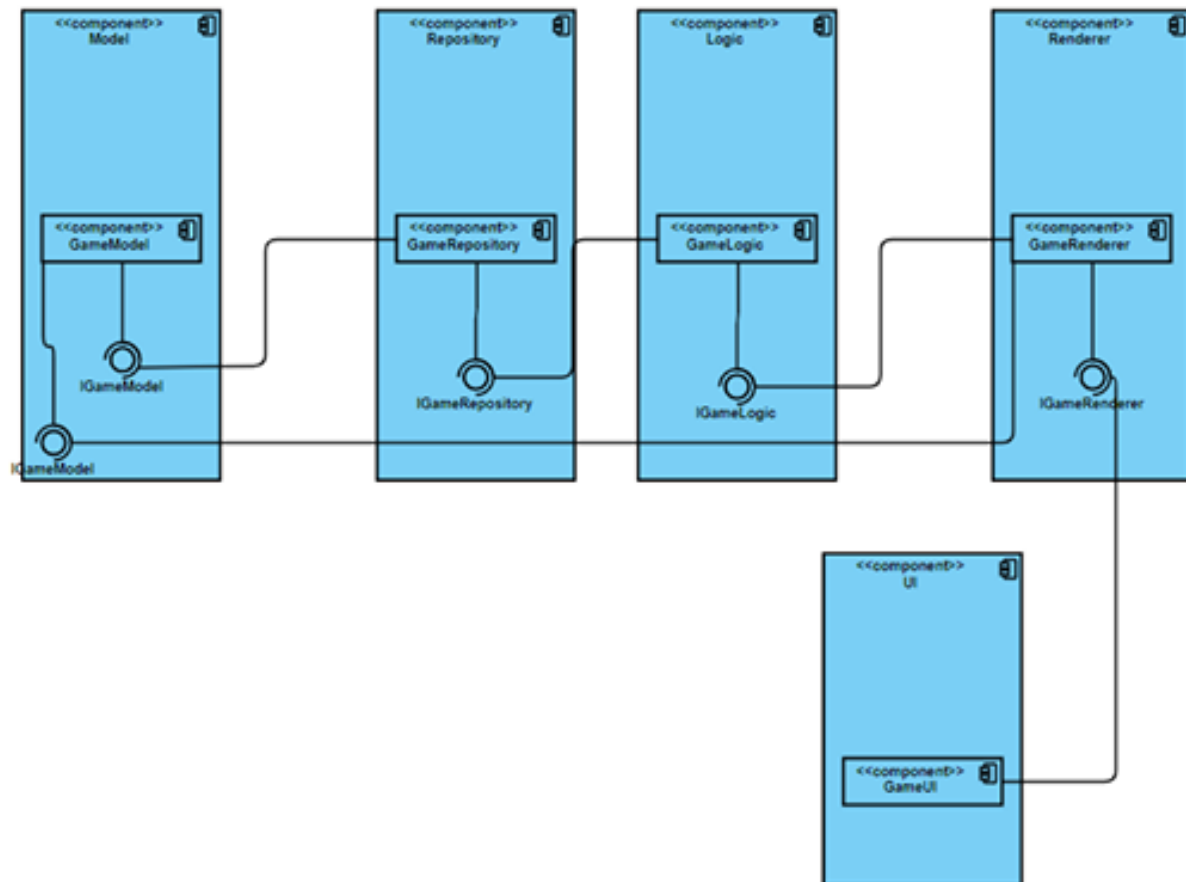 <<component>>
Model
<<component>>
Repository
<<component>>
Logic
<<component>>
Renderer
<<component>>
GameModel
<<component>>
GameRepository
<<component>>
GameLogic
<<component>>
GameRenderer
IGameModel
IGameRepository
IGameLogic
IGameRenderer
IGameModel
<<component>>
UI
<<component>>
GameUI